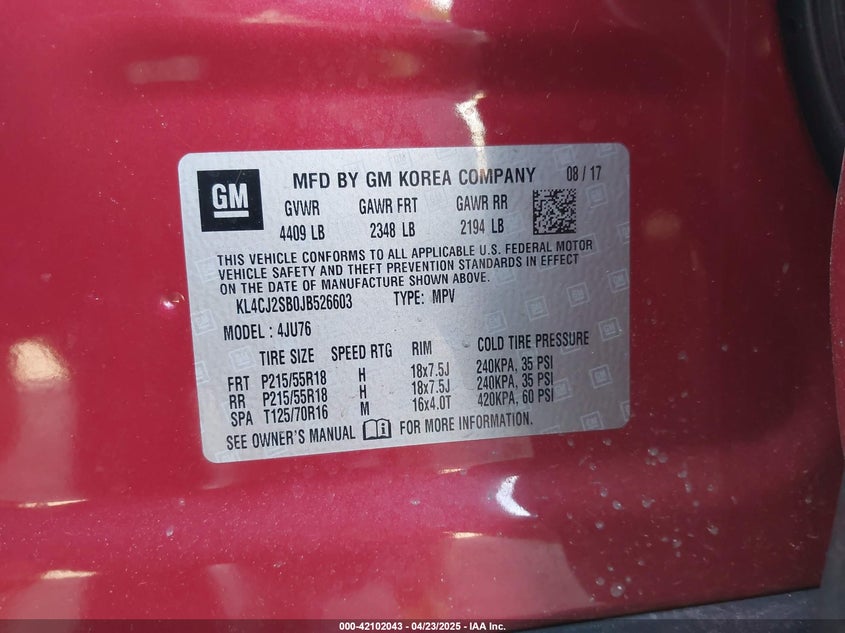 GM
MFD BY GM KOREA COMPANY 08 / 17
GVWR GAWR FRT GAWR RR
4409 LB 2348 LB 2194 LB
THIS VEHICLE CONFORMS TO ALL APPLICABLE U.S. FEDERAL MOTOR
VEHICLE SAFETY AND THEFT PREVENTION STANDARDS IN EFFECT
ON THE DATE OF MANUFACTURE SHOWN ABOVE.
KL4CJ2SB0JB526603 TYPE: MPV
MODEL : 4JU76
TIRE SIZE SPEED RTG RIM COLD TIRE PRESSURE
FRT P215/55R18 H 18x7.5J 240KPA, 35 PSI
RR P215/55R18 H 18x7.5J 240KPA, 35 PSI
SPA T125/70R16 M 16x4.0T 420KPA, 60 PSI
SEE OWNER'S MANUAL FOR MORE INFORMATION.
000-42102043 - 04/23/2025 - IAA Inc.